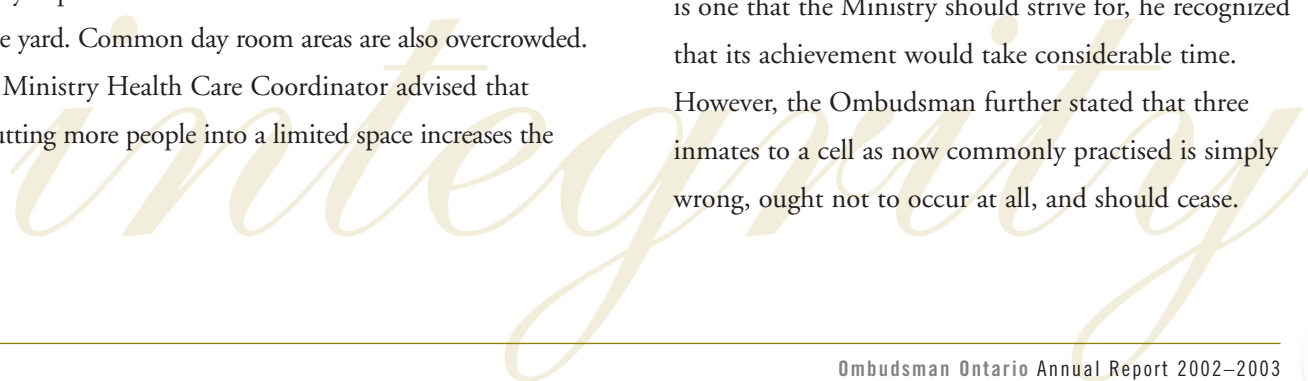 e yard. Common day room areas are also overcrowded.
Ministry Health Care Coordinator advised that
utting more people into a limited space increases the
is one that the Ministry should strive for, he recognized
that its achievement would take considerable time.
However, the Ombudsman further stated that three
inmates to a cell as now commonly practised is simply
wrong, ought not to occur at all, and should cease.
integrity
Ombudsman Ontario Annual Report 2002–2003